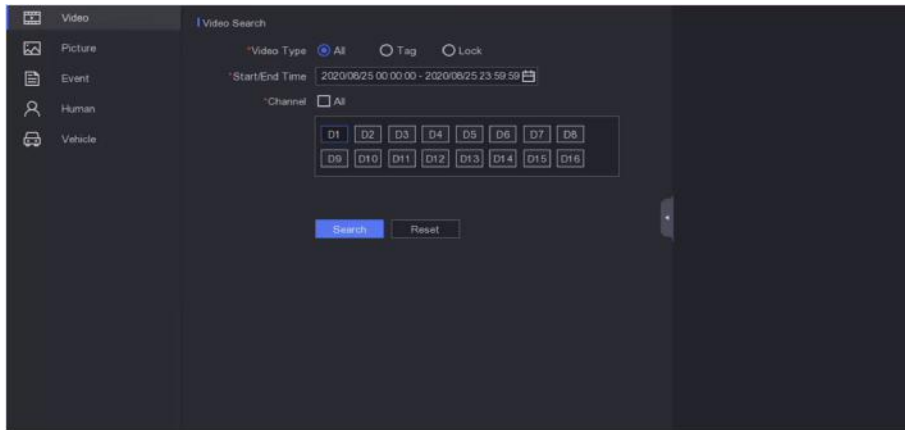 Video
Picture
Event
Human
Vehicle
Video Search
*Video Type All Tag Lock
*Start/End Time 2020/08/25 00:00:00 - 2020/08/25 23:59:59
*Channel All
D1 D2 D3 D4 D5 D6 D7 D8
D9 D10 D11 D12 D13 D14 D15 D16
Search Reset